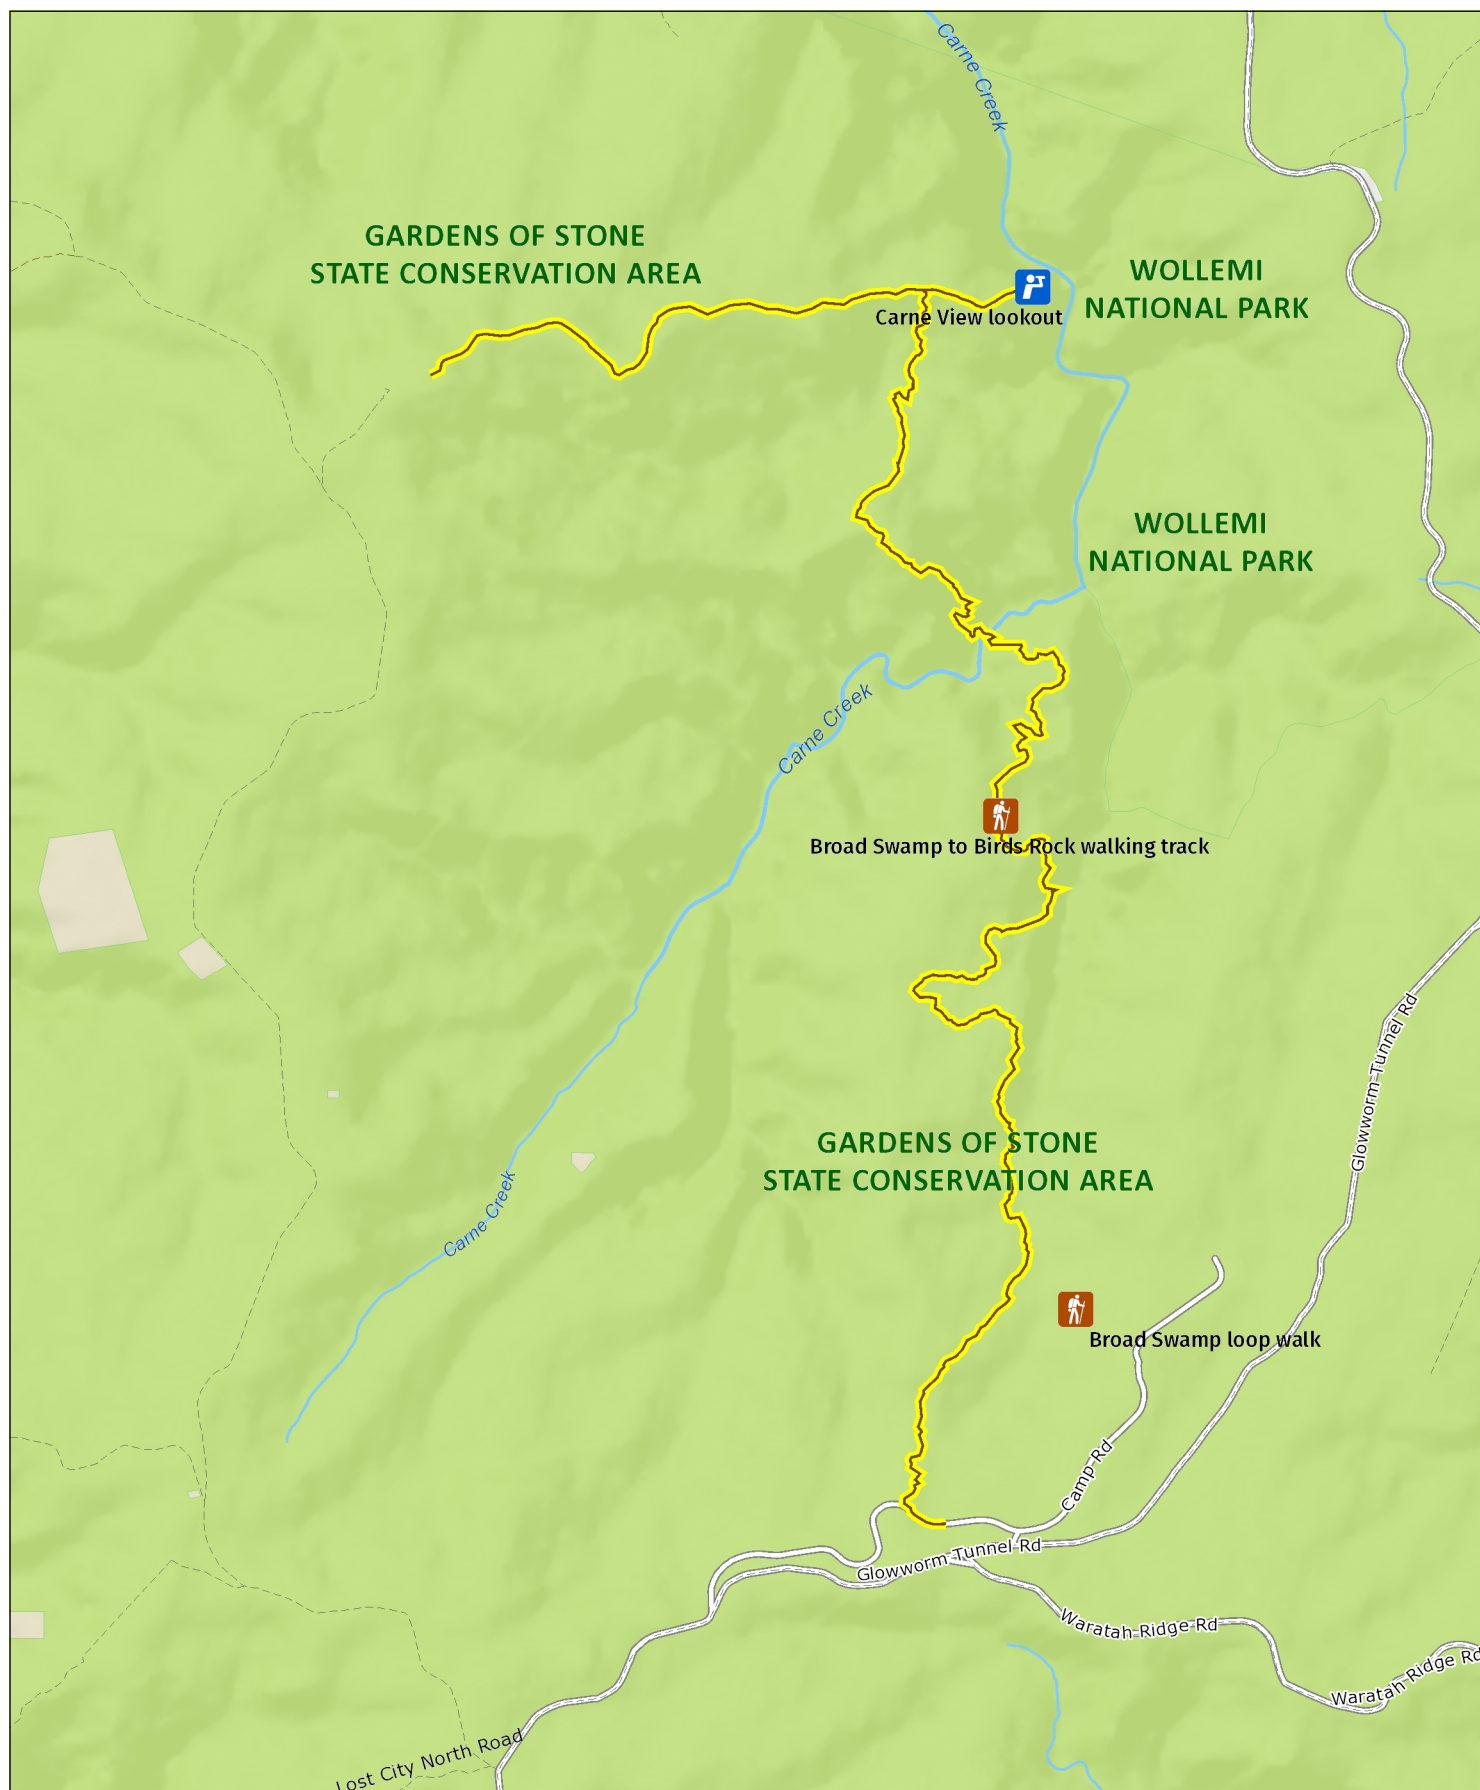 Carne Creek
GARDENS OF STONE
STATE CONSERVATION AREA
WOLLEMI
NATIONAL PARK
Carne View lookout
WOLLEMI
NATIONAL PARK
Carne Creek
Broad Swamp to Birds Rock walking track
Glowworm Tunnel Rd
GARDENS OF STONE
STATE CONSERVATION AREA
Carne Creek
Broad Swamp loop walk
Camp Rd
Glowworm Tunnel Rd
Waratah Ridge Rd
Waratah Ridge Rd
Lost City North Road